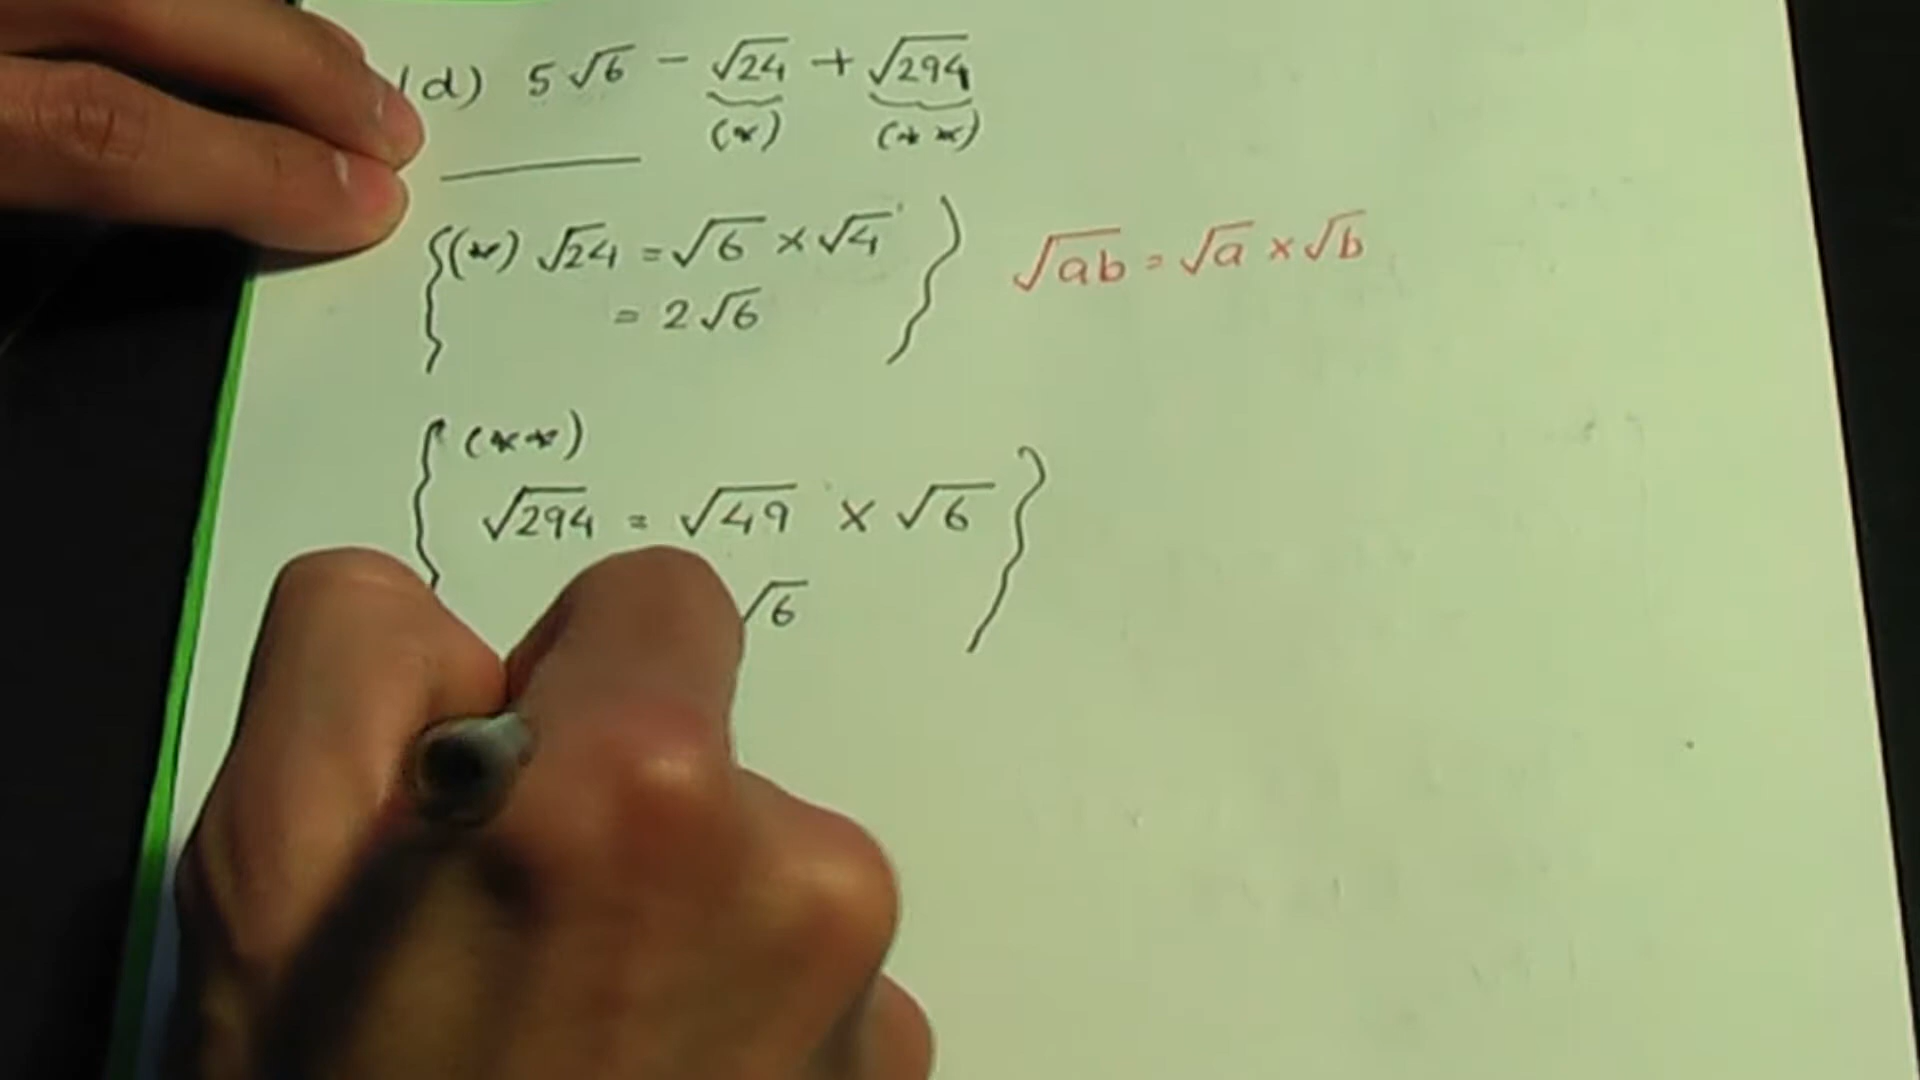 (d) 5√6 - √24 + √294
(*) (**)
{(*) √24 = √6 × √4 } √ab = √a × √b
= 2√6
{ (**)
√294 = √49 × √6 }
√6